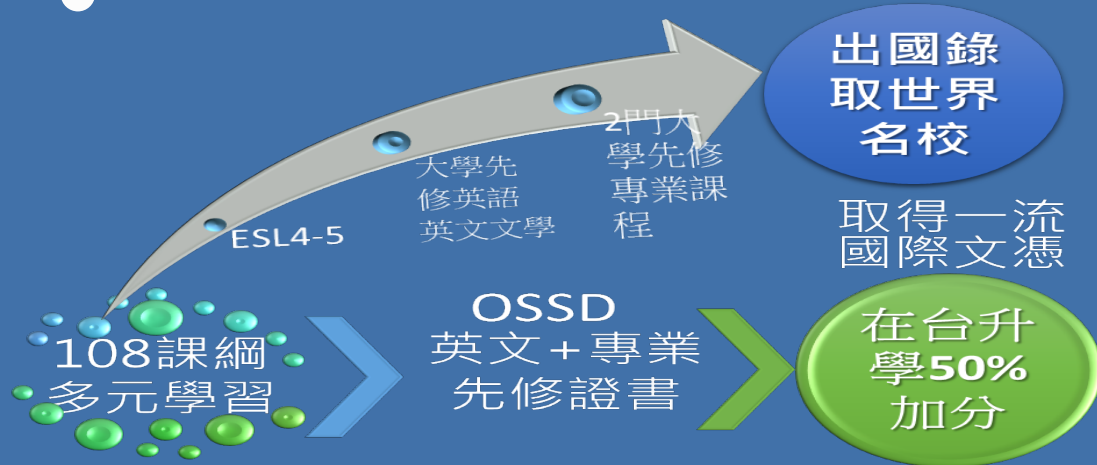 出國錄
取世界
名校
2門大
學先修
專業課
程
大學先
修英語
英文文學
ESL4-5
取得一流
國際文憑
108課綱
多元學習
OSSD
英文+專業
先修證書
在台升
學50%
加分